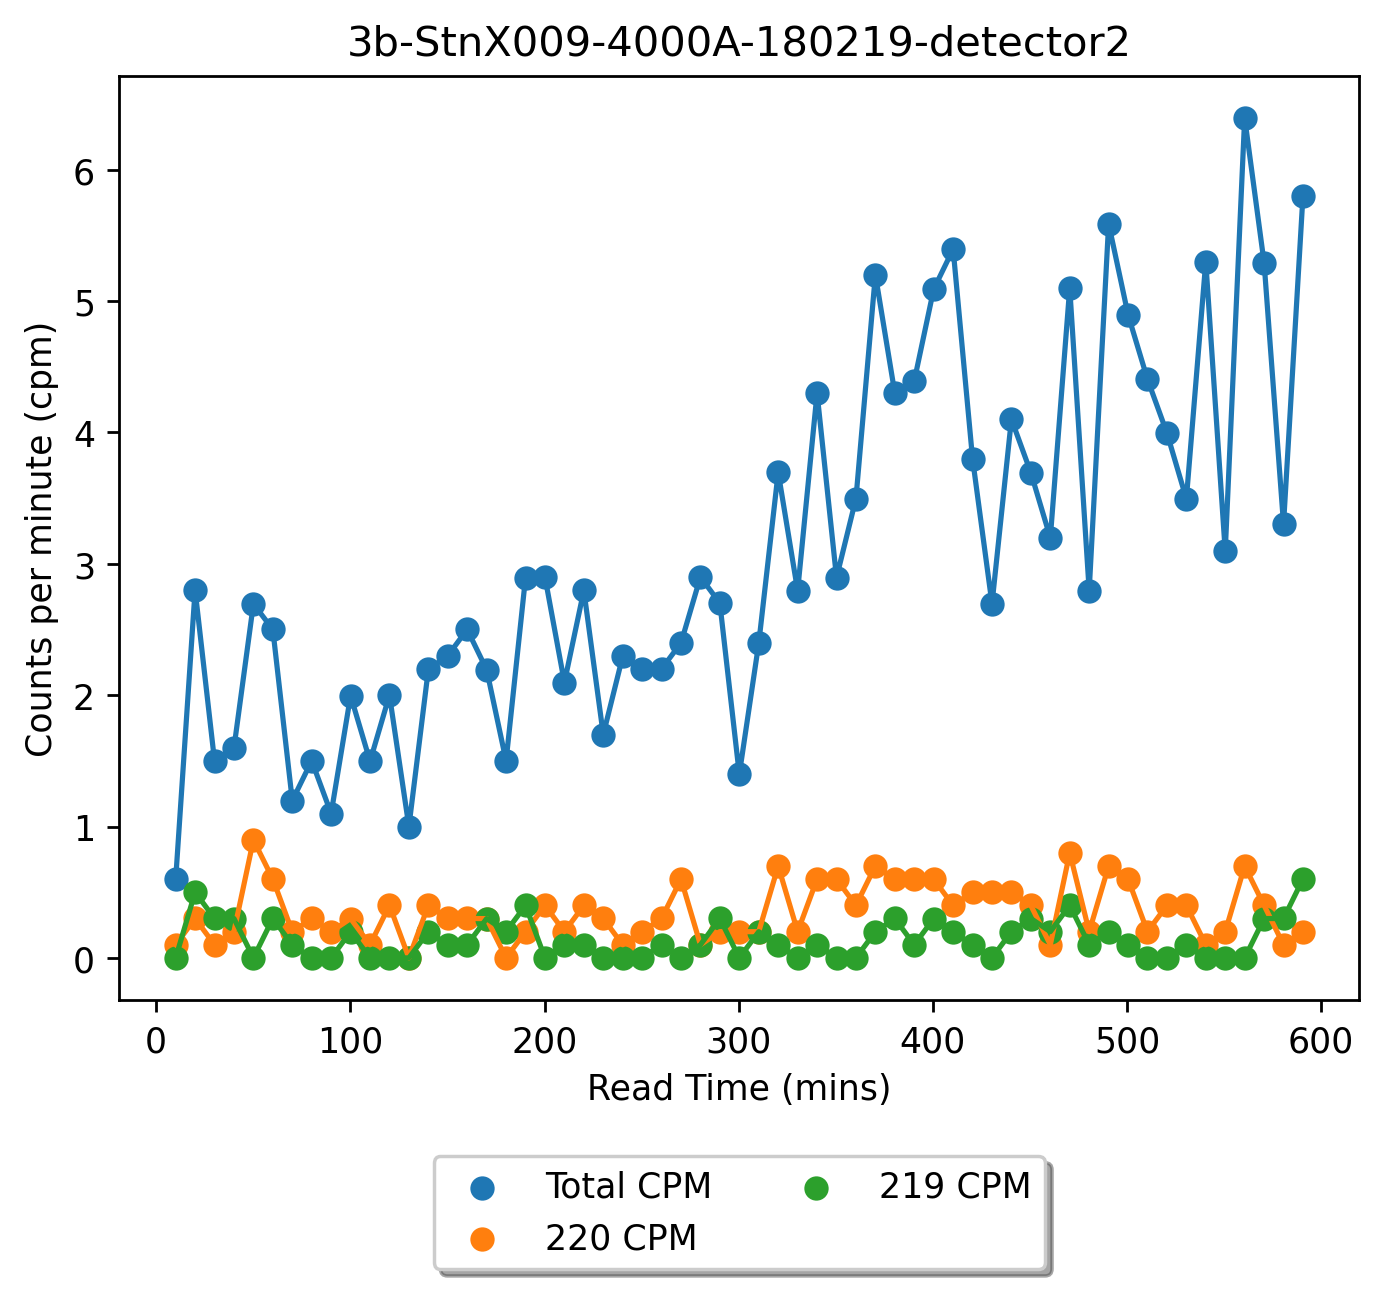 3b-StnX009-4000A-180219-detector2
Counts per minute (cpm)
6
5
4
3
2
1
0
0 100 200 300 400 500 600
Read Time (mins)
Total CPM 219 CPM
220 CPM